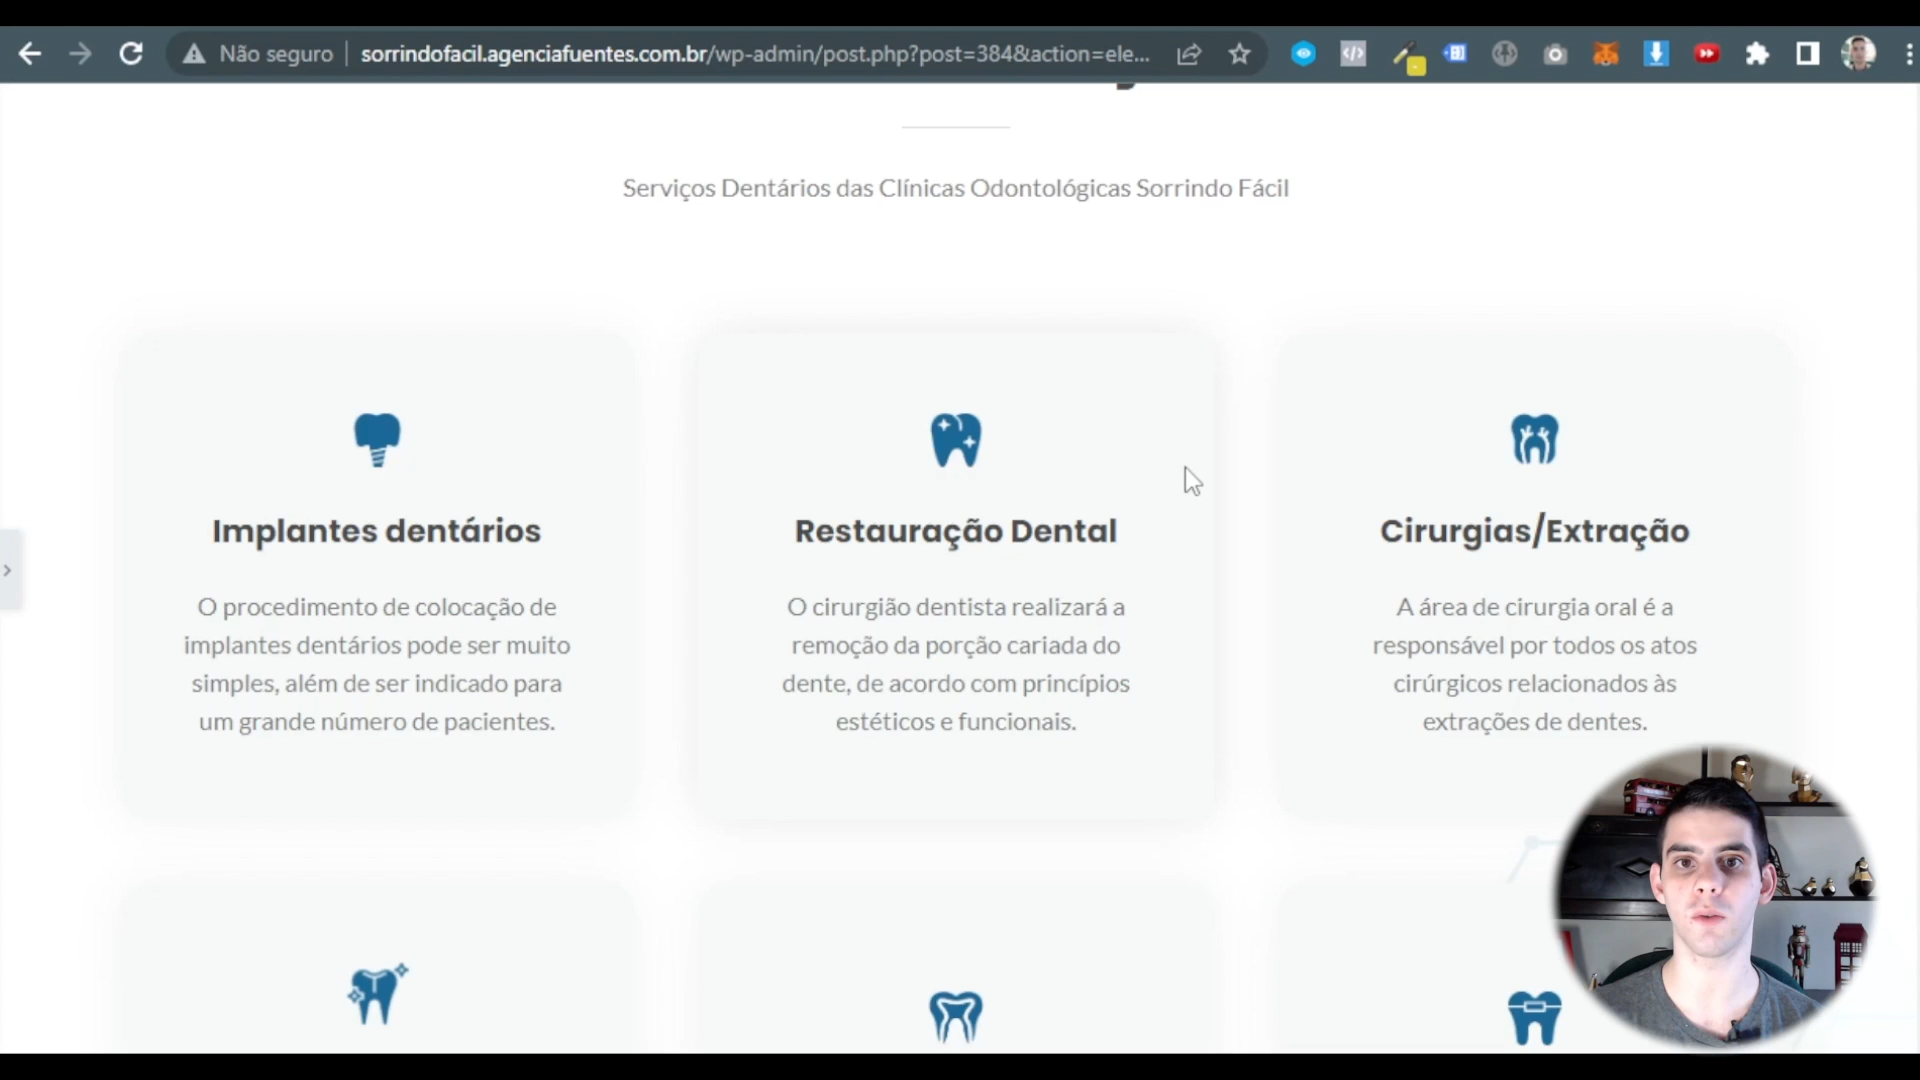 Não seguro
sorrindofacil.agenciafuentes.com.br/wp-admin/post.php?post=384&action=ele...
Serviços Dentários das Clínicas Odontológicas Sorrindo Fácil
Implantes dentários
O procedimento de colocação de
implantes dentários pode ser muito
simples, além de ser indicado para
um grande número de pacientes.
Restauração Dental
O cirurgião dentista realizará a
remoção da porção cariada do
dente, de acordo com princípios
estéticos e funcionais.
Cirurgias/Extração
A área de cirurgia oral é a
responsável por todos os atos
cirúrgicos relacionados às
extrações de dentes.